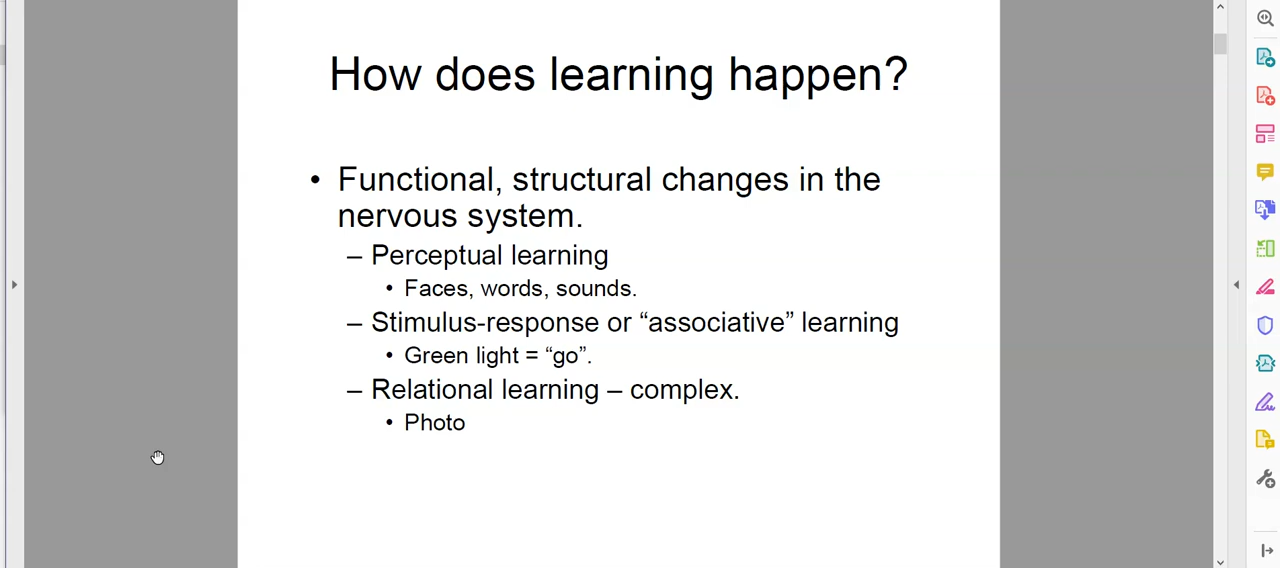 How does learning happen?
• Functional, structural changes in the
nervous system.
– Perceptual learning
• Faces, words, sounds.
– Stimulus-response or “associative” learning
• Green light = “go”.
– Relational learning – complex.
• Photo